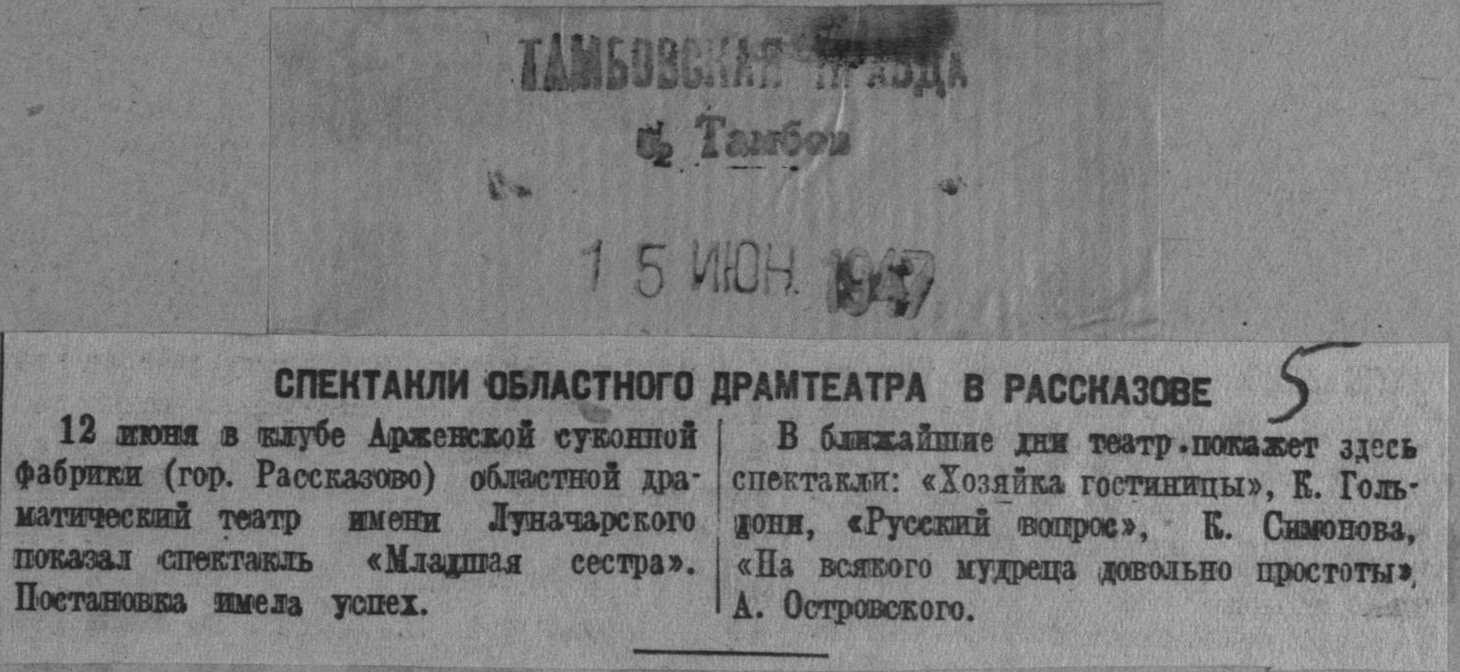 ТАМБОВСКАЯ ПРАВДА
г. Тамбов
15 ИЮН. 1947
5
СПЕКТАКЛИ ОБЛАСТНОГО ДРАМТЕАТРА В РАССКАЗОВЕ
12 июня в клубе Арженской суконной
фабрики (гор. Рассказово) областной дра-
матический театр имени Луначарского
показал спектакль «Младшая сестра».
Постановка имела успех.
В ближайшие дни театр покажет здесь
спектакли: «Хозяйка гостиницы», К. Голь-
дони, «Русский вопрос», К. Симонова,
«На всякого мудреца довольно простоты»,
А. Островского.